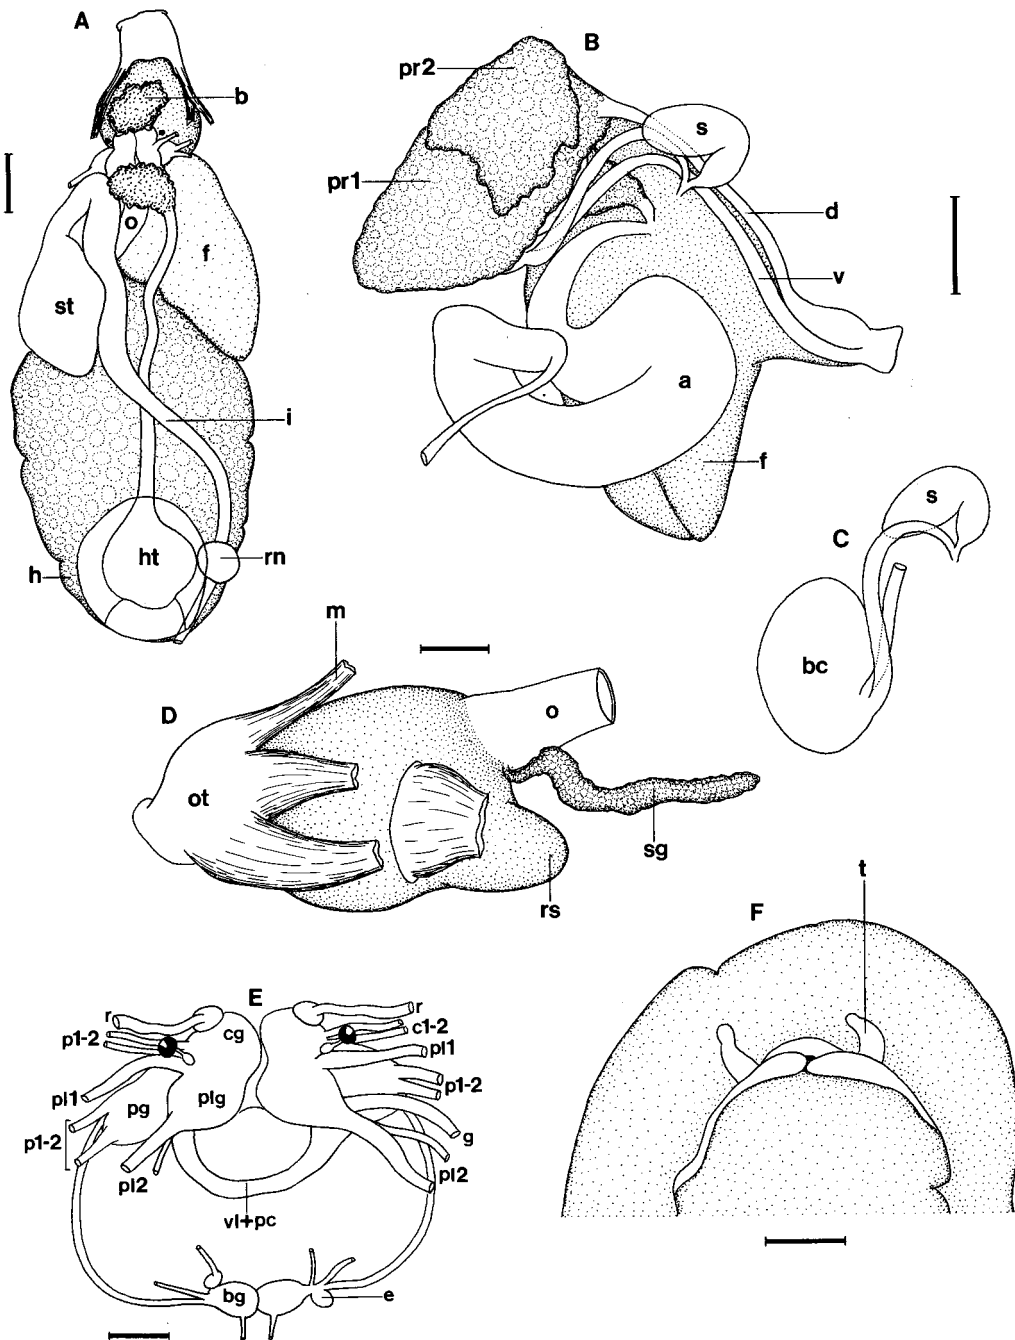 A
b
o
f
st
i
ht
rn
h
B
pr2
s
pr1
d
v
a
f
C
s
bc
m
D
o
ot
sg
rs
F
t
E
r
r
cg
p1-2
c1-2
pl1
pl1
plg
p1-2
pg
p1-2
g
pl2
pl2
vl+pc
bg
e